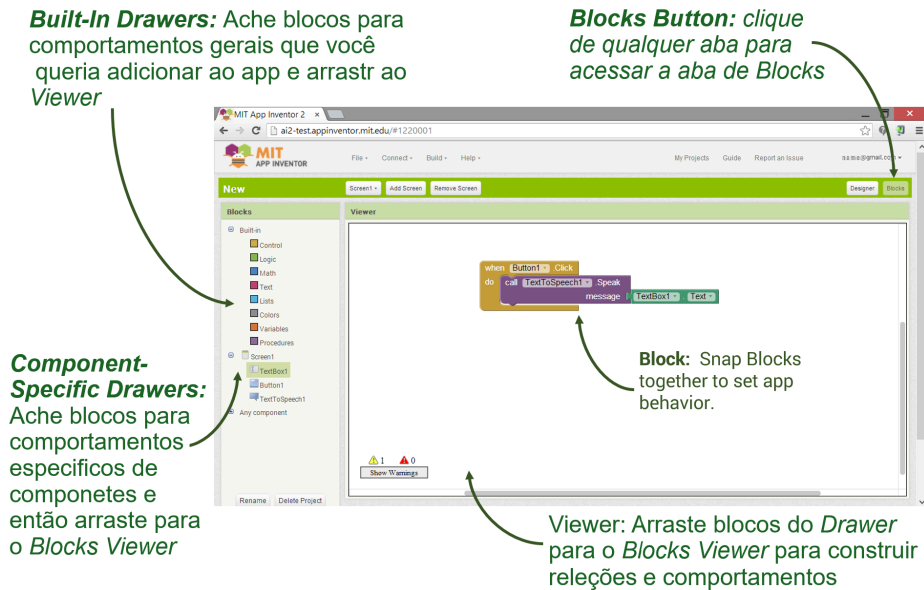 Built-In Drawers: Ache blocos para
comportamentos gerais que você
queria adicionar ao app e arrastr ao
Viewer
Blocks Button: clique
de qualquer aba para
acessar a aba de Blocks
MIT App Inventor 2
ai2-test.appinventor.mit.edu/#1220001
MIT
APP INVENTOR
File
Connect
Build
Help
My Projects
Guide
Report an Issue
New
Screen1
Add Screen
Remove Screen
Designer
Blocks
Blocks
Viewer
Built-in
Control
Logic
Math
Text
Lists
Colors
Variables
Procedures
Screen1
TextBox1
Button1
TextToSpeech1
Any component
Rename
Delete Project
when Button1 .Click
do call TextToSpeech1 .Speak
message TextBox1 . Text
1 0
Show Warnings
Block: Snap Blocks
together to set app
behavior.
Component-
Specific Drawers:
Ache blocos para
comportamentos
especificos de
componetes e
então arraste para
o Blocks Viewer
Viewer: Arraste blocos do Drawer
para o Blocks Viewer para construir
releções e comportamentos